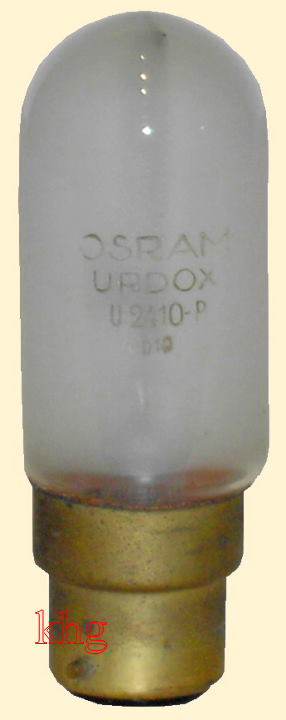 OSRAM
URDOX
U 2410-P
khg